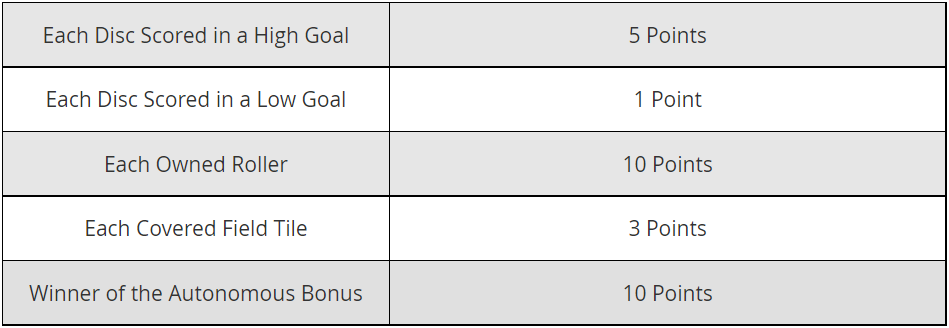 Each Disc Scored in a High Goal 5 Points
Each Disc Scored in a Low Goal 1 Point
Each Owned Roller 10 Points
Each Covered Field Tile 3 Points
Winner of the Autonomous Bonus 10 Points